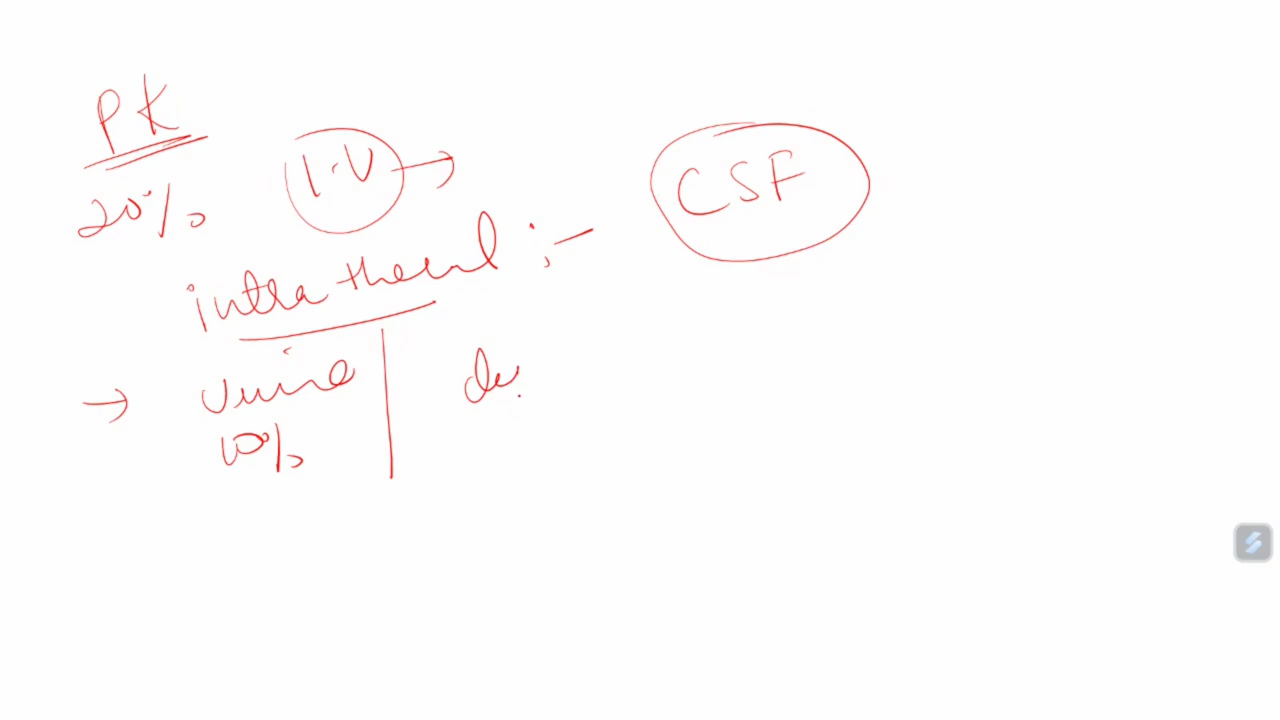 PK
20% I.V → CSF
intrathecal :-
→ urine
10%